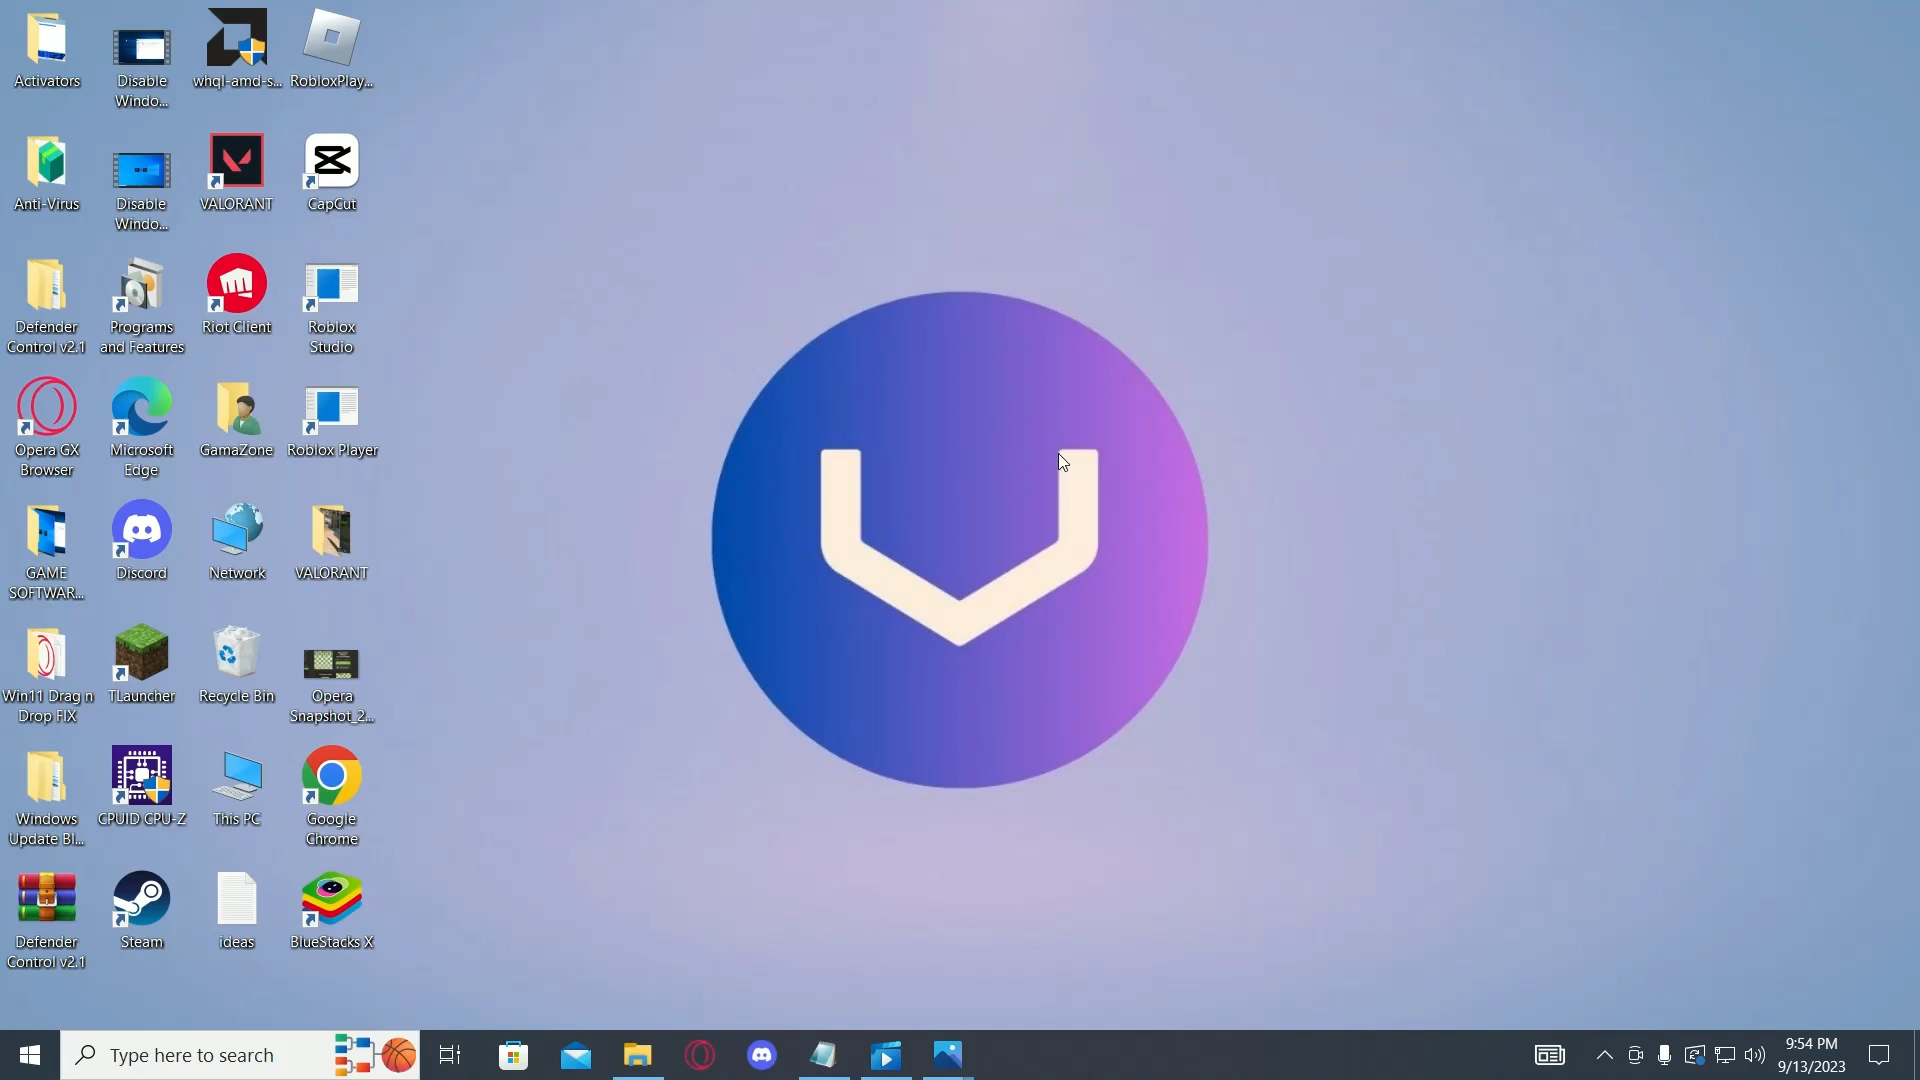 Activators
Disable
Windo...
whql-amd-s...
RobloxPlay...
Anti-Virus
Disable
Windo...
VALORANT
CapCut
Defender
Control v2.1
Programs
and Features
Riot Client
Roblox
Studio
Opera GX
Browser
Microsoft
Edge
GamaZone
Roblox Player
GAME
SOFTWAR...
Discord
Network
VALORANT
Win11 Drag n
Drop FIX
TLauncher
Recycle Bin
Opera
Snapshot_2...
Windows
Update Bl...
CPUID CPU-Z
This PC
Google
Chrome
Defender
Control v2.1
Steam
ideas
BlueStacks X
Type here to search
9:54 PM
9/13/2023